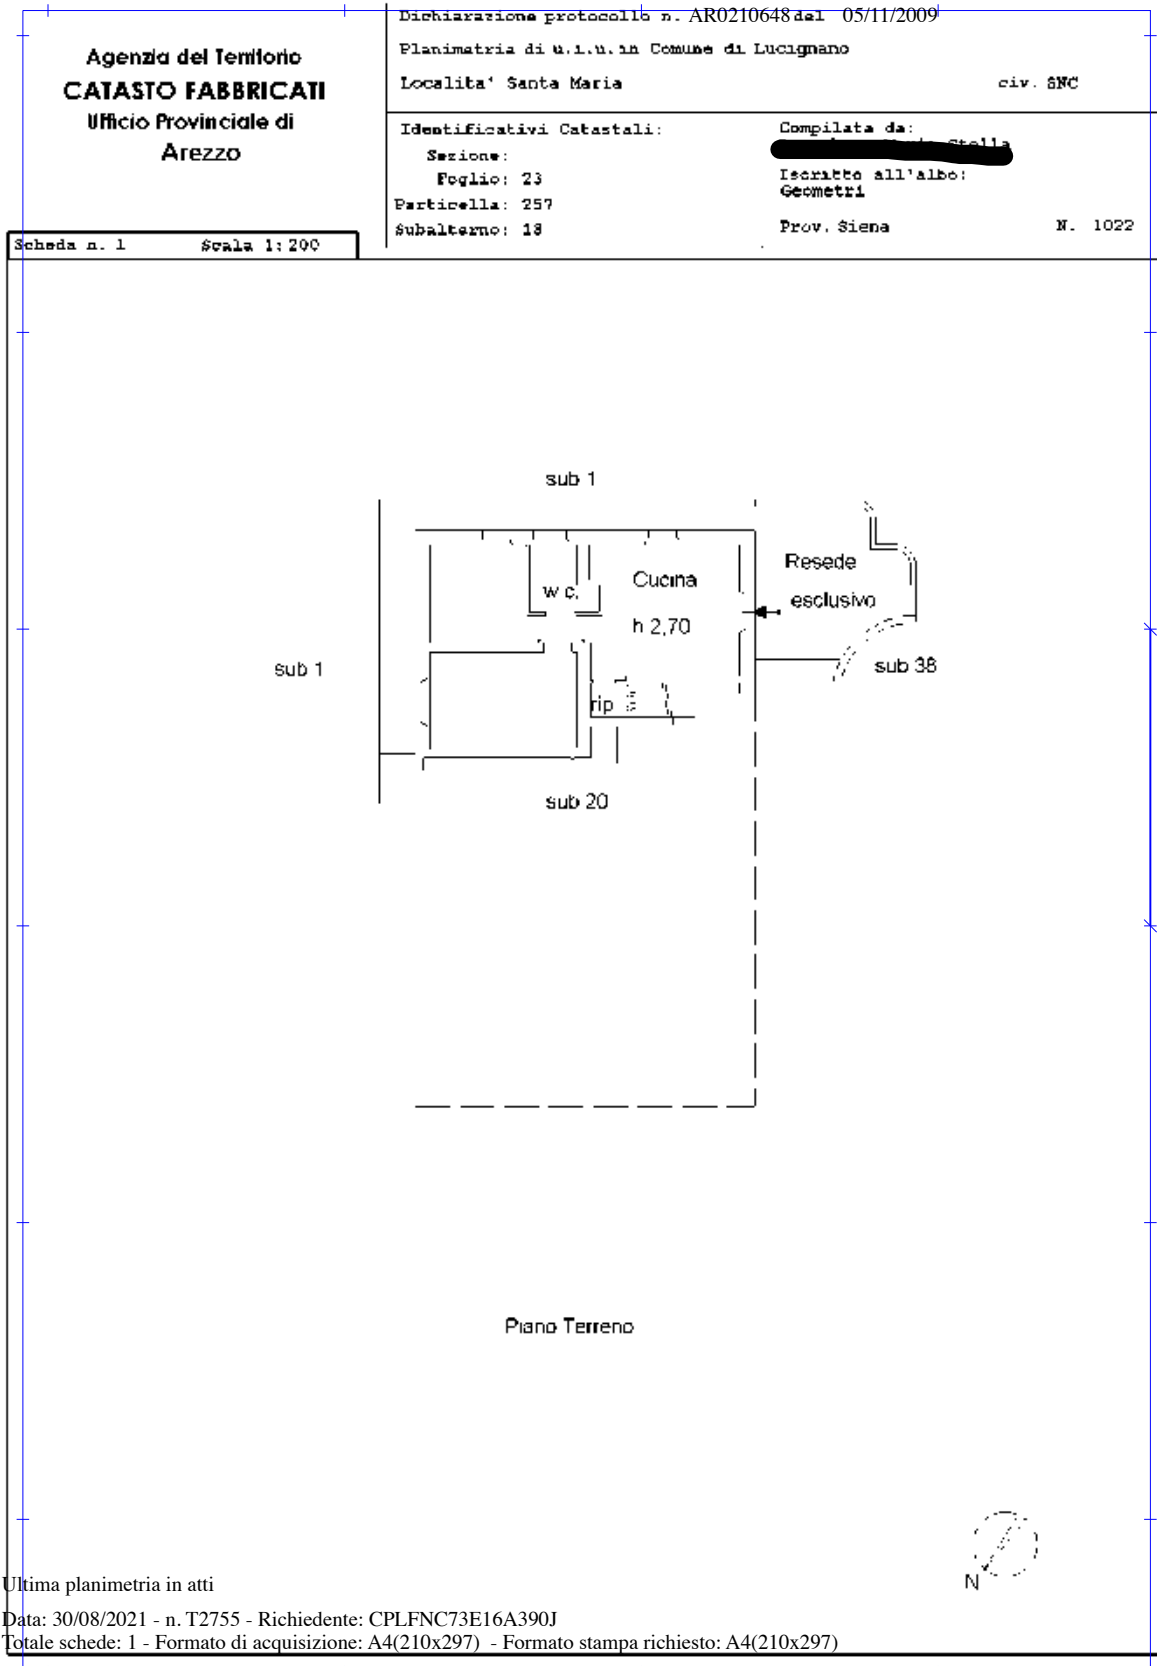 Dichiarazione protocollo n. AR0210648 del 05/11/2009
Agenzia del Territorio
CATASTO FABBRICATI
Ufficio Provinciale di
Arezzo
Planimetria di u.i.u. in Comune di Lucignano
Localita' Santa Maria civ. SNC
Identificativi Catastali:
Sezione:
Foglio: 23
Particella: 257
Subalterno: 18
Compilata da:
Stella
Iscritto all'albo:
Geometri
Prov. Siena N. 1022
Scheda n. 1 Scala 1:200
sub 1
Resede
esclusivo
w c.
Cucina
h 2,70
sub 1
sub 38
rip
sub 20
Piano Terreno
N
Ultima planimetria in atti
Data: 30/08/2021 - n. T2755 - Richiedente: CPLFNC73E16A390J
Totale schede: 1 - Formato di acquisizione: A4(210x297) - Formato stampa richiesto: A4(210x297)